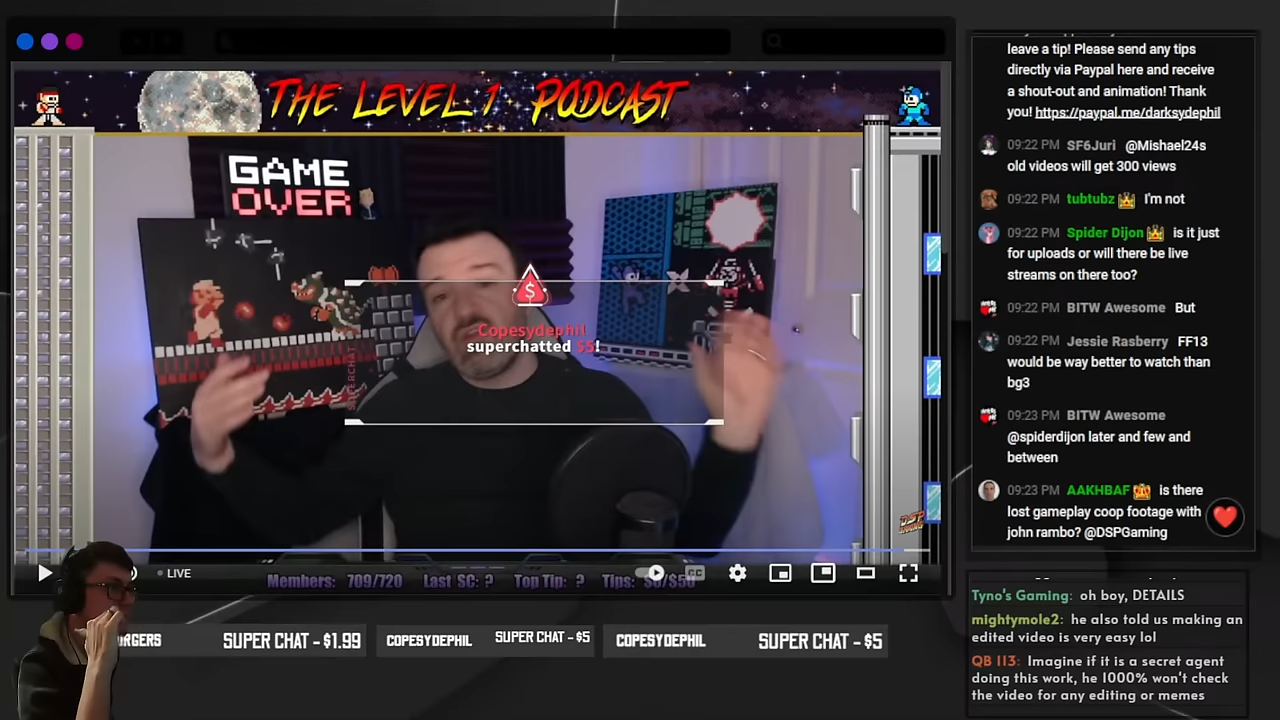 THE LEVEL 1 PODCAST
GAME
OVER
$
Copesydephil
superchatted $5!
SUPERCHAT
DSP
LIVE
CC
Members: 709/720 Last SC: ? Top Tip: ? Tips: $0/$50
URGERS SUPER CHAT - $1.99
COPESYDEPHIL SUPER CHAT - $5
COPESYDEPHIL SUPER CHAT - $5
leave a tip! Please send any tips
directly via Paypal here and receive
a shout-out and animation! Thank
you! https://paypal.me/darksydephil
09:22 PM SF6Juri @Mishael24s
old videos will get 300 views
09:22 PM tubtubz I'm not
09:22 PM Spider Dijon is it just
for uploads or will there be live
streams on there too?
09:22 PM BITW Awesome But
09:22 PM Jessie Rasberry FF13
would be way better to watch than
bg3
09:23 PM BITW Awesome
@spiderdijon later and few and
between
09:23 PM AAKHBAF is there
lost gameplay coop footage with
john rambo? @DSPGaming
Tyno's Gaming: oh boy, DETAILS
mightymole2: he also told us making an
edited video is very easy lol
QB 113: Imagine if it is a secret agent
doing this work, he 1000% won't check
the video for any editing or memes